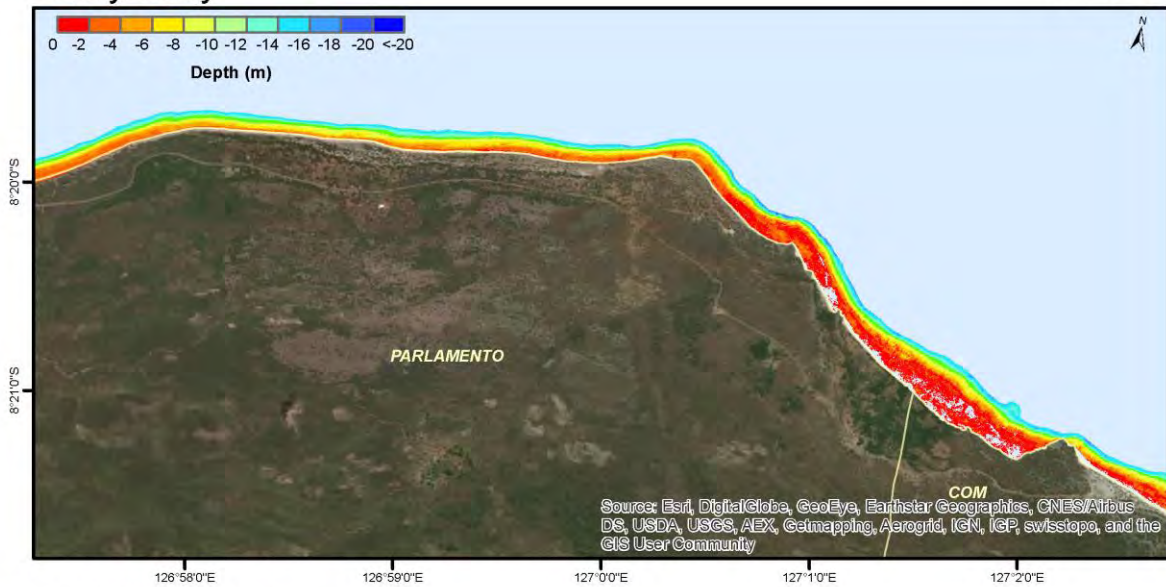 N
0 -2 -4 -6 -8 -10 -12 -14 -16 -18 -20 <-20
Depth (m)
8°20'0"S
PARLAMENTO
8°21'0"S
COM
Source: Esri, DigitalGlobe, GeoEye, Earthstar Geographics, CNES/Airbus
DS, USDA, USGS, AEX, Getmapping, Aerogrid, IGN, IGP, swisstopo, and the
GIS User Community
126°58'0"E 126°59'0"E 127°0'0"E 127°1'0"E 127°2'0"E